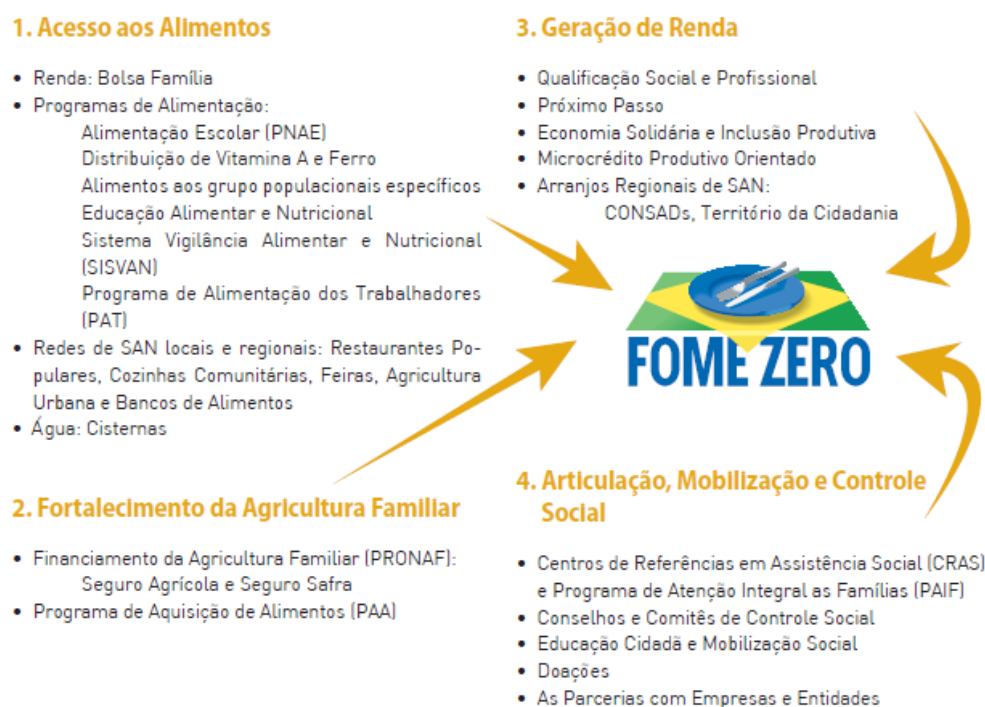 1. Acesso aos Alimentos
• Renda: Bolsa Família
• Programas de Alimentação:
Alimentação Escolar (PNAE)
Distribuição de Vitamina A e Ferro
Alimentos aos grupo populacionais específicos
Educação Alimentar e Nutricional
Sistema Vigilância Alimentar e Nutricional
(SISVAN)
Programa de Alimentação dos Trabalhadores
(PAT)
• Redes de SAN locais e regionais: Restaurantes Po-
pulares, Cozinhas Comunitárias, Feiras, Agricultura
Urbana e Bancos de Alimentos
• Água: Cisternas
2. Fortalecimento da Agricultura Familiar
• Financiamento da Agricultura Familiar (PRONAF):
Seguro Agrícola e Seguro Safra
• Programa de Aquisição de Alimentos (PAA)
3. Geração de Renda
• Qualificação Social e Profissional
• Próximo Passo
• Economia Solidária e Inclusão Produtiva
• Microcrédito Produtivo Orientado
• Arranjos Regionais de SAN:
CONSADs, Território da Cidadania
FOME ZERO
4. Articulação, Mobilização e Controle
Social
• Centros de Referências em Assistência Social (CRAS)
e Programa de Atenção Integral as Famílias (PAIF)
• Conselhos e Comitês de Controle Social
• Educação Cidadã e Mobilização Social
• Doações
• As Parcerias com Empresas e Entidades